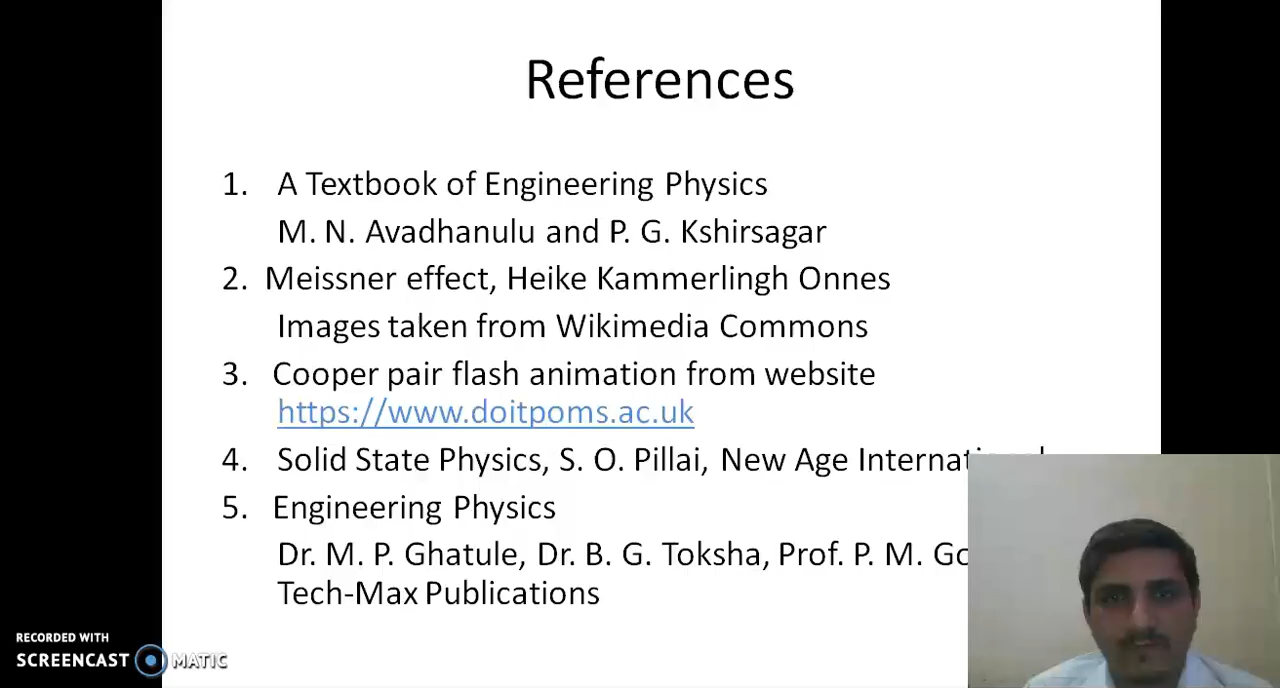 References
1. A Textbook of Engineering Physics
M. N. Avadhanulu and P. G. Kshirsagar
2. Meissner effect, Heike Kammerlingh Onnes
Images taken from Wikimedia Commons
3. Cooper pair flash animation from website
https://www.doitpoms.ac.uk
4. Solid State Physics, S. O. Pillai, New Age
5. Engineering Physics
Dr. M. P. Ghatule, Dr. B. G. Toksha, Prof. P. M.
Tech-Max Publications
RECORDED WITH
SCREENCAST MATIC